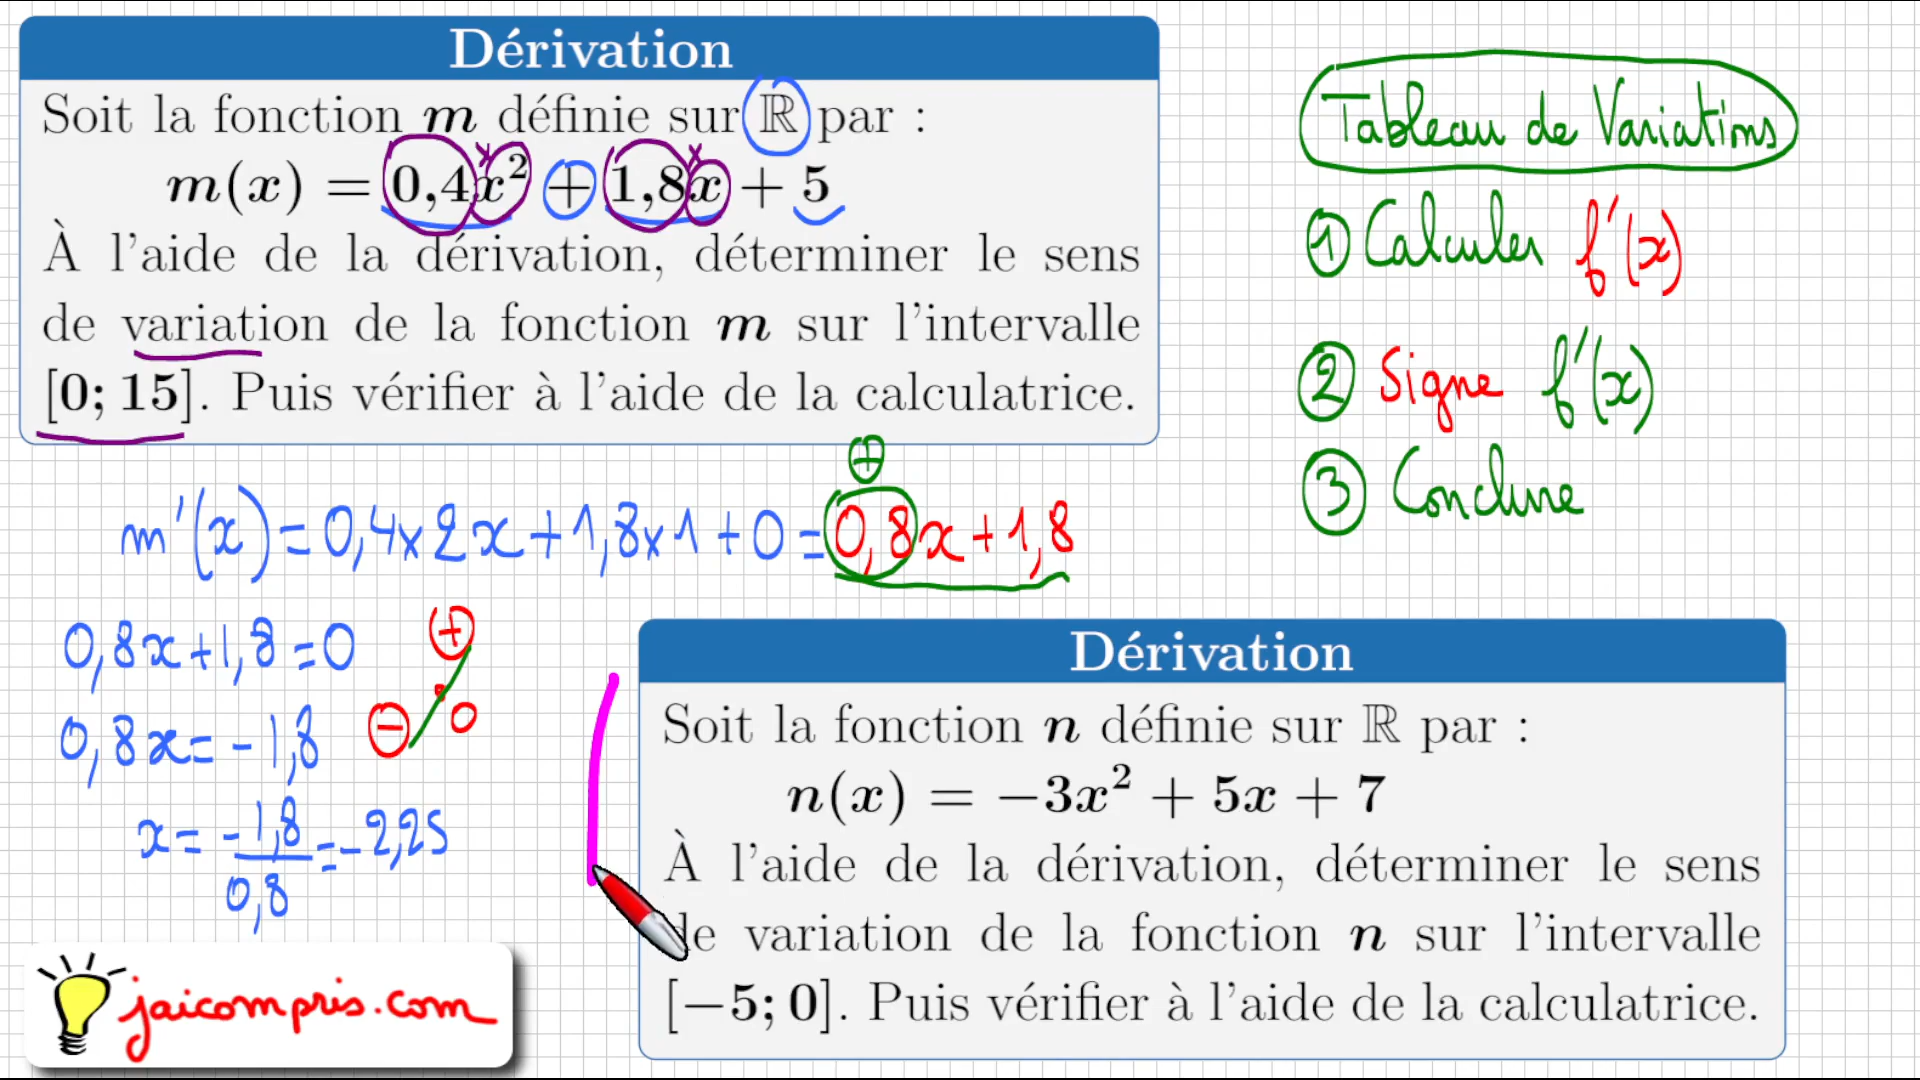 Dérivation
Soit la fonction m définie sur ℝ par :
m(x) = 0,4x² + 1,8x + 5
À l'aide de la dérivation, déterminer le sens
de variation de la fonction m sur l'intervalle
[0; 15]. Puis vérifier à l'aide de la calculatrice.
Tableau de Variations
① Calculer f'(x)
② Signe f'(x)
③ Conclure
+
m'(x) = 0,4×2x + 1,8×1 + 0 = 0,8x + 1,8
0,8x + 1,8 = 0
0,8x = -1,8
x = -1,8/0,8 = -2,25
+
- 0
Dérivation
Soit la fonction n définie sur ℝ par :
n(x) = −3x² + 5x + 7
À l'aide de la dérivation, déterminer le sens
de variation de la fonction n sur l'intervalle
[−5; 0]. Puis vérifier à l'aide de la calculatrice.
jaicompris.com